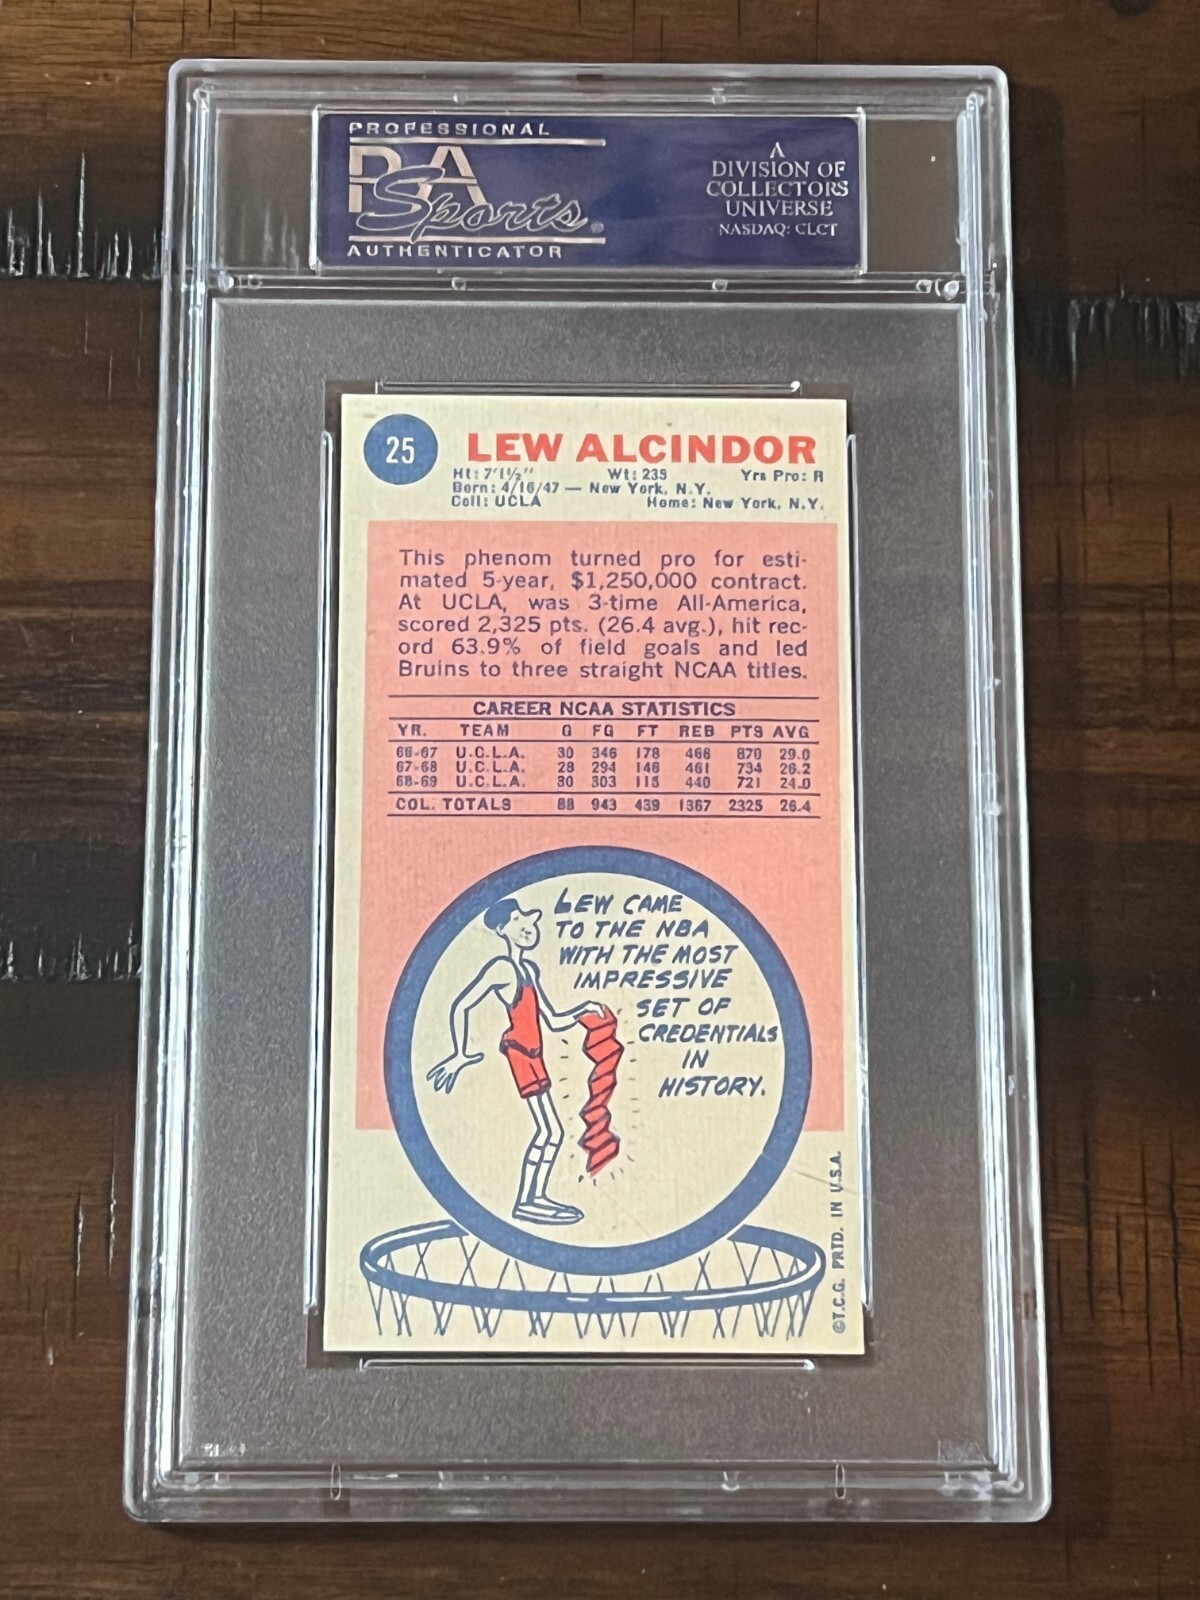 PROFESSIONAL
PSA
Sports
AUTHENTICATOR
A
DIVISION OF
COLLECTORS
UNIVERSE
NASDAQ: CLCT
25 LEW ALCINDOR
Ht: 7'1½" Wt: 235 Yrs Pro: R
Born: 4/16/47 — New York, N.Y.
Coll: UCLA Home: New York, N.Y.
This phenom turned pro for esti-
mated 5-year, $1,250,000 contract.
At UCLA, was 3-time All-America,
scored 2,325 pts. (26.4 avg.), hit rec-
ord 63.9% of field goals and led
Bruins to three straight NCAA titles.
CAREER NCAA STATISTICS
YR. TEAM G FG FT REB PTS AVG
66-67 U.C.L.A. 30 346 178 466 870 29.0
67-68 U.C.L.A. 28 294 146 461 734 26.2
68-69 U.C.L.A. 30 303 115 440 721 24.0
COL. TOTALS 88 943 439 1367 2325 26.4
LEW CAME
TO THE NBA
WITH THE MOST
IMPRESSIVE
SET OF
CREDENTIALS
IN
HISTORY.
©T.C.G. PRTD. IN U.S.A.